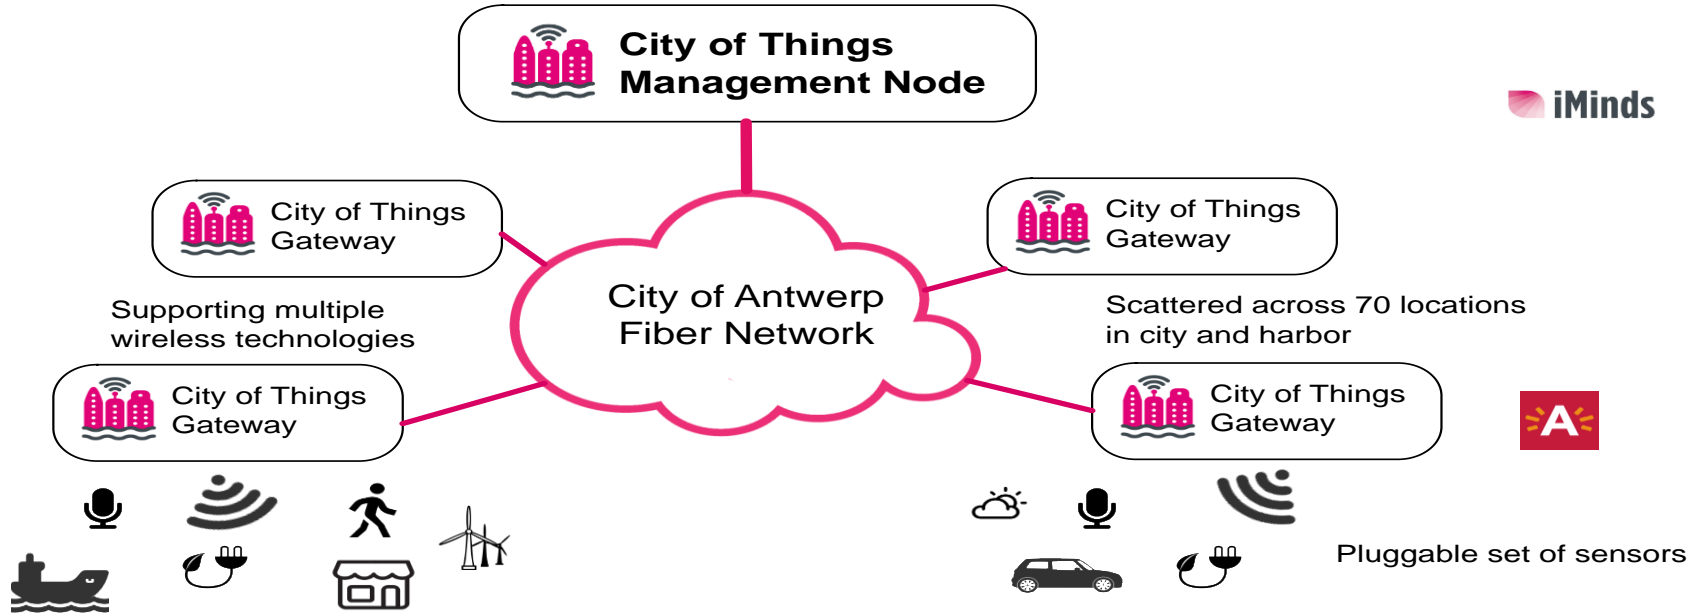 City of Things
Management Node
iMinds
City of Things
Gateway
City of Things
Gateway
City of Antwerp
Fiber Network
Supporting multiple
wireless technologies
Scattered across 70 locations
in city and harbor
City of Things
Gateway
City of Things
Gateway
A
Pluggable set of sensors